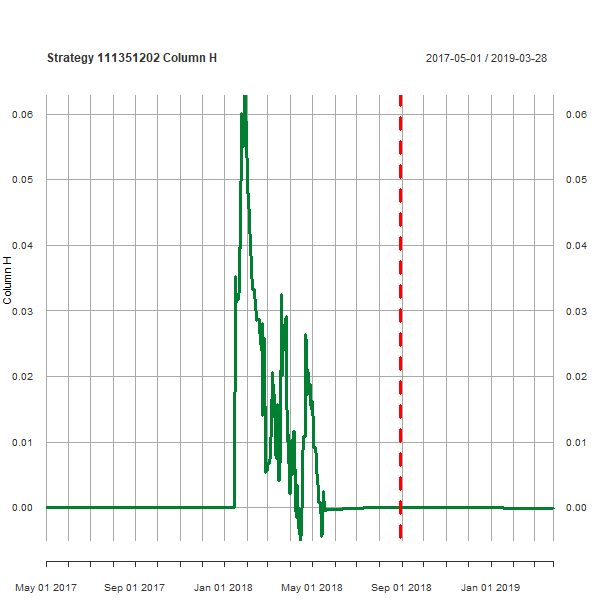 Strategy 111351202 Column H
2017-05-01 / 2019-03-28
0.06
0.06
0.05
0.05
0.04
0.04
0.03
0.03
0.02
0.02
0.01
0.01
0.00
0.00
Column H
May 01 2017
Sep 01 2017
Jan 01 2018
May 01 2018
Sep 01 2018
Jan 01 2019